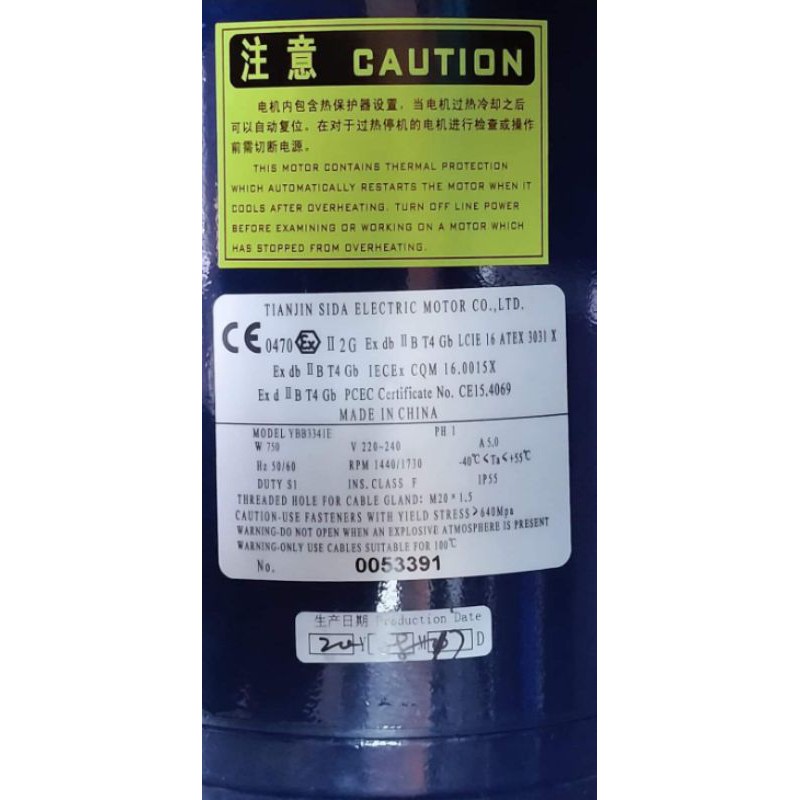 注意 CAUTION
电机内包含热保护器设置，当电机过热冷却之后
可以自动复位。在对于过热停机的电机进行检查或操作
前需切断电源。
THIS MOTOR CONTAINS THERMAL PROTECTION
WHICH AUTOMATICALLY RESTARTS THE MOTOR WHEN IT
COOLS AFTER OVERHEATING. TURN OFF LINE POWER
BEFORE EXAMINING OR WORKING ON A MOTOR WHICH
HAS STOPPED FROM OVERHEATING.
TIANJIN SIDA ELECTRIC MOTOR CO.,LTD.
CE 0470 Ex II 2G Ex db IIB T4 Gb LCIE 16 ATEX 3031 X
Ex db IIB T4 Gb IECEx CQM 16.0015X
Ex d IIB T4 Gb PCEC Certificate No. CE15.4069
MADE IN CHINA
MODEL YBB334IE PH 1
W 750 V 220-240 A 5.0
Hz 50/60 RPM 1440/1730 -40℃≤Ta≤+55℃
DUTY S1 INS. CLASS F IP55
THREADED HOLE FOR CABLE GLAND: M20*1.5
CAUTION-USE FASTENERS WITH YIELD STRESS≥640Mpa
WARNING-DO NOT OPEN WHEN AN EXPLOSIVE ATMOSPHERE IS PRESENT
WARNING-ONLY USE CABLES SUITABLE FOR 100℃
No. 0053391
生产日期 Production Date
Y M D